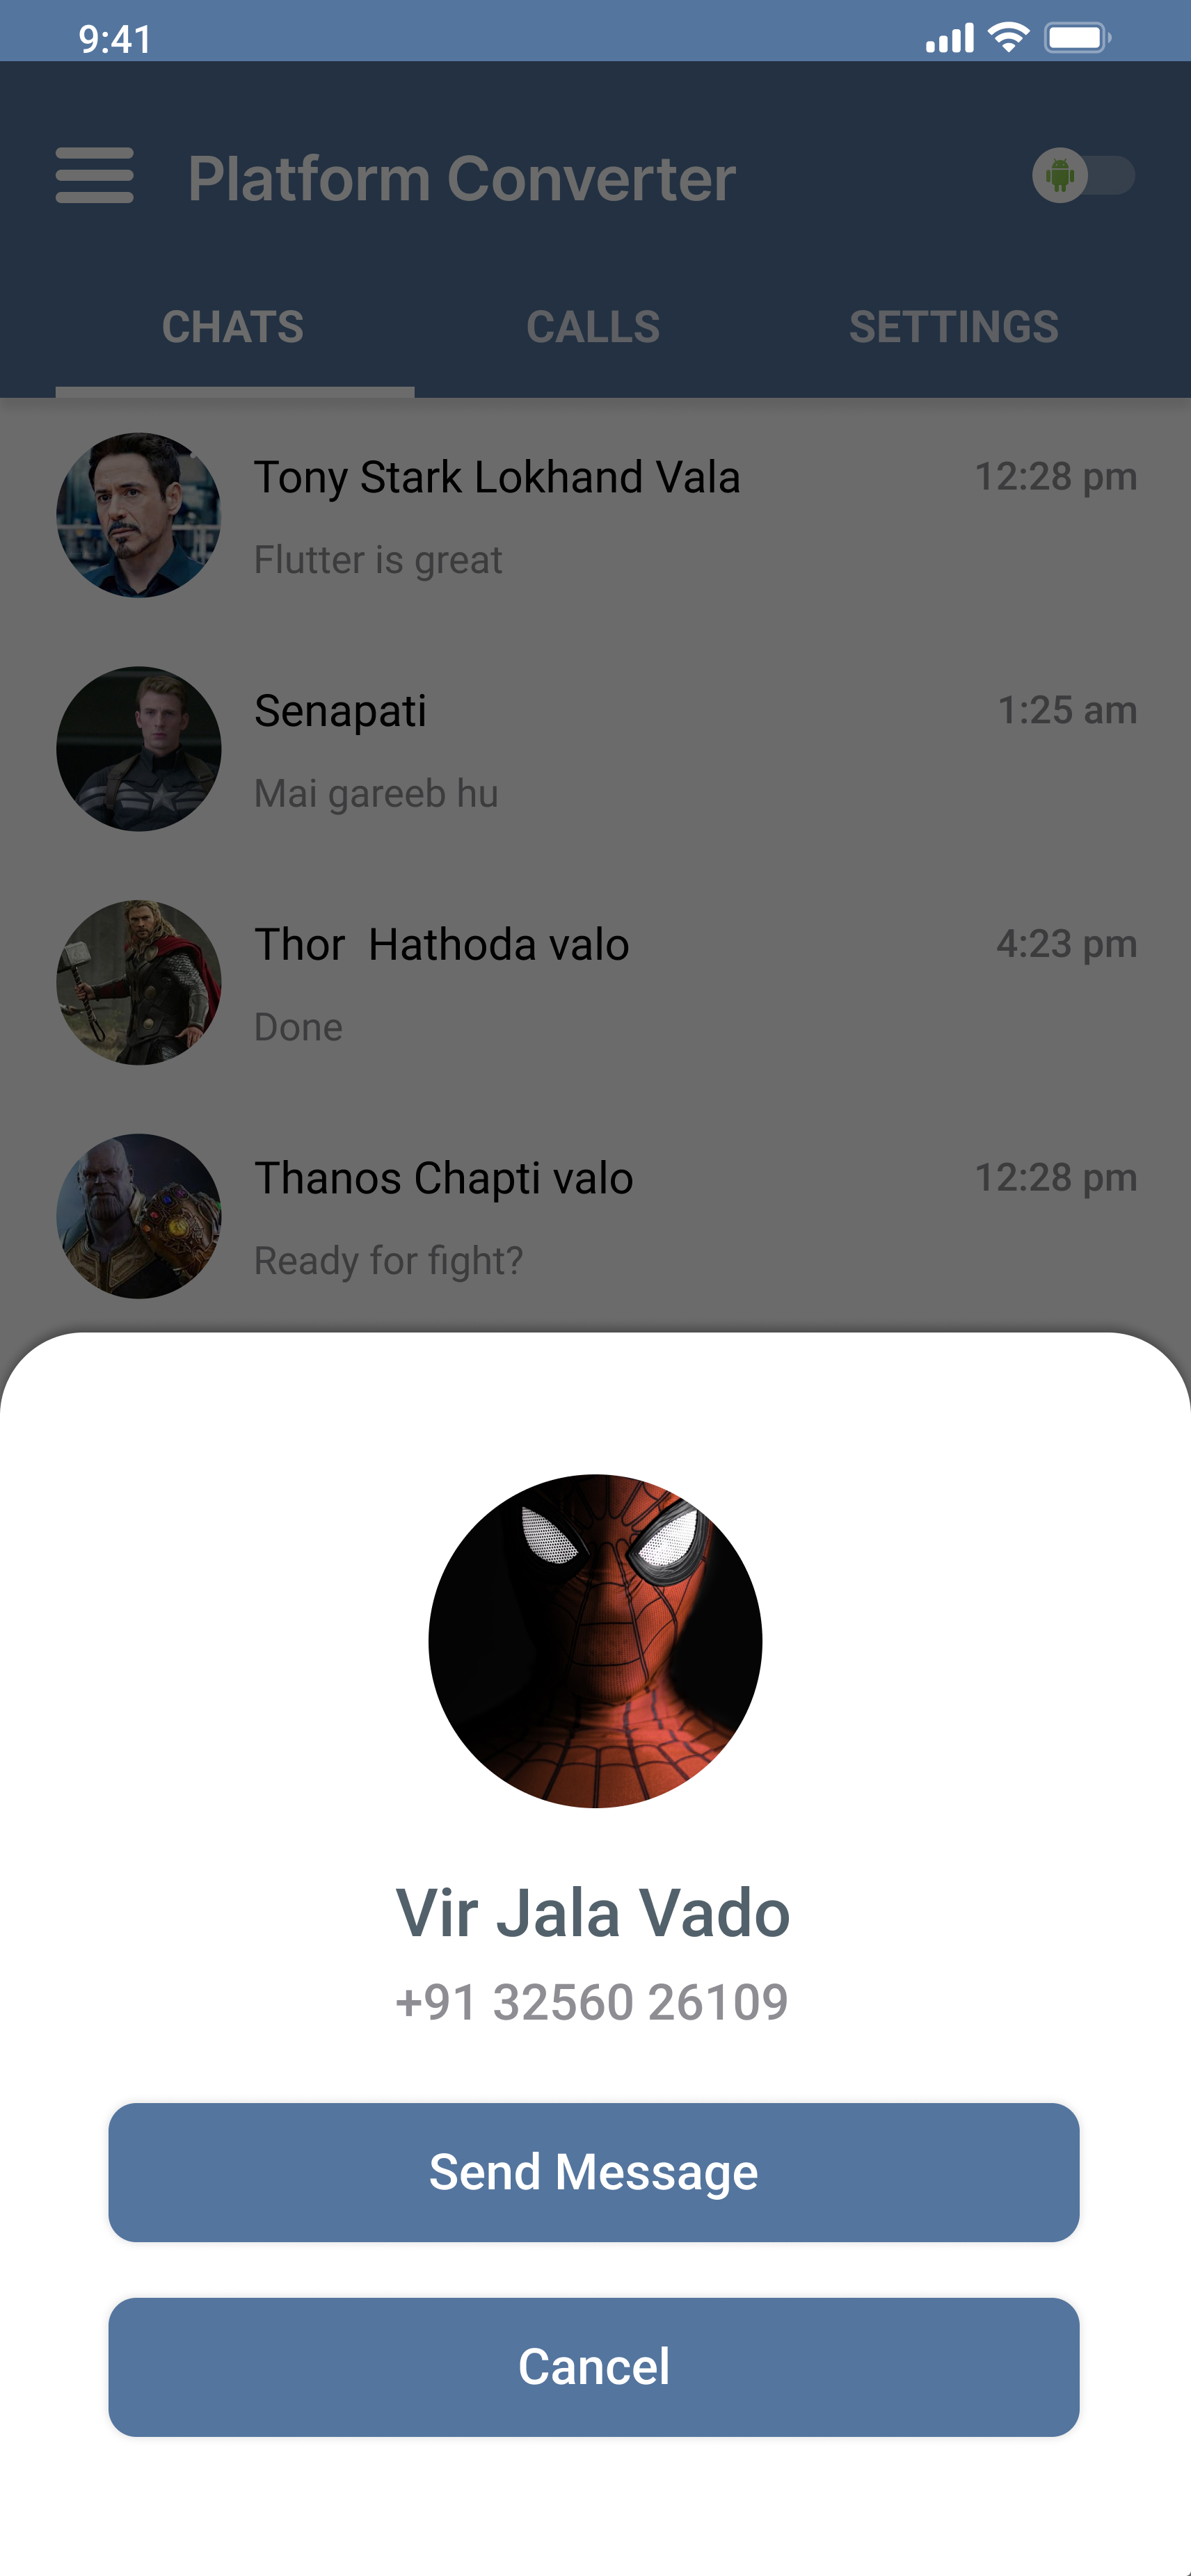 9:41
Platform Converter
CHATS CALLS SETTINGS
Tony Stark Lokhand Vala 12:28 pm
Flutter is great
Senapati 1:25 am
Mai gareeb hu
Thor  Hathoda valo 4:23 pm
Done
Thanos Chapti valo 12:28 pm
Ready for fight?
Vir Jala Vado
+91 32560 26109
Send Message
Cancel